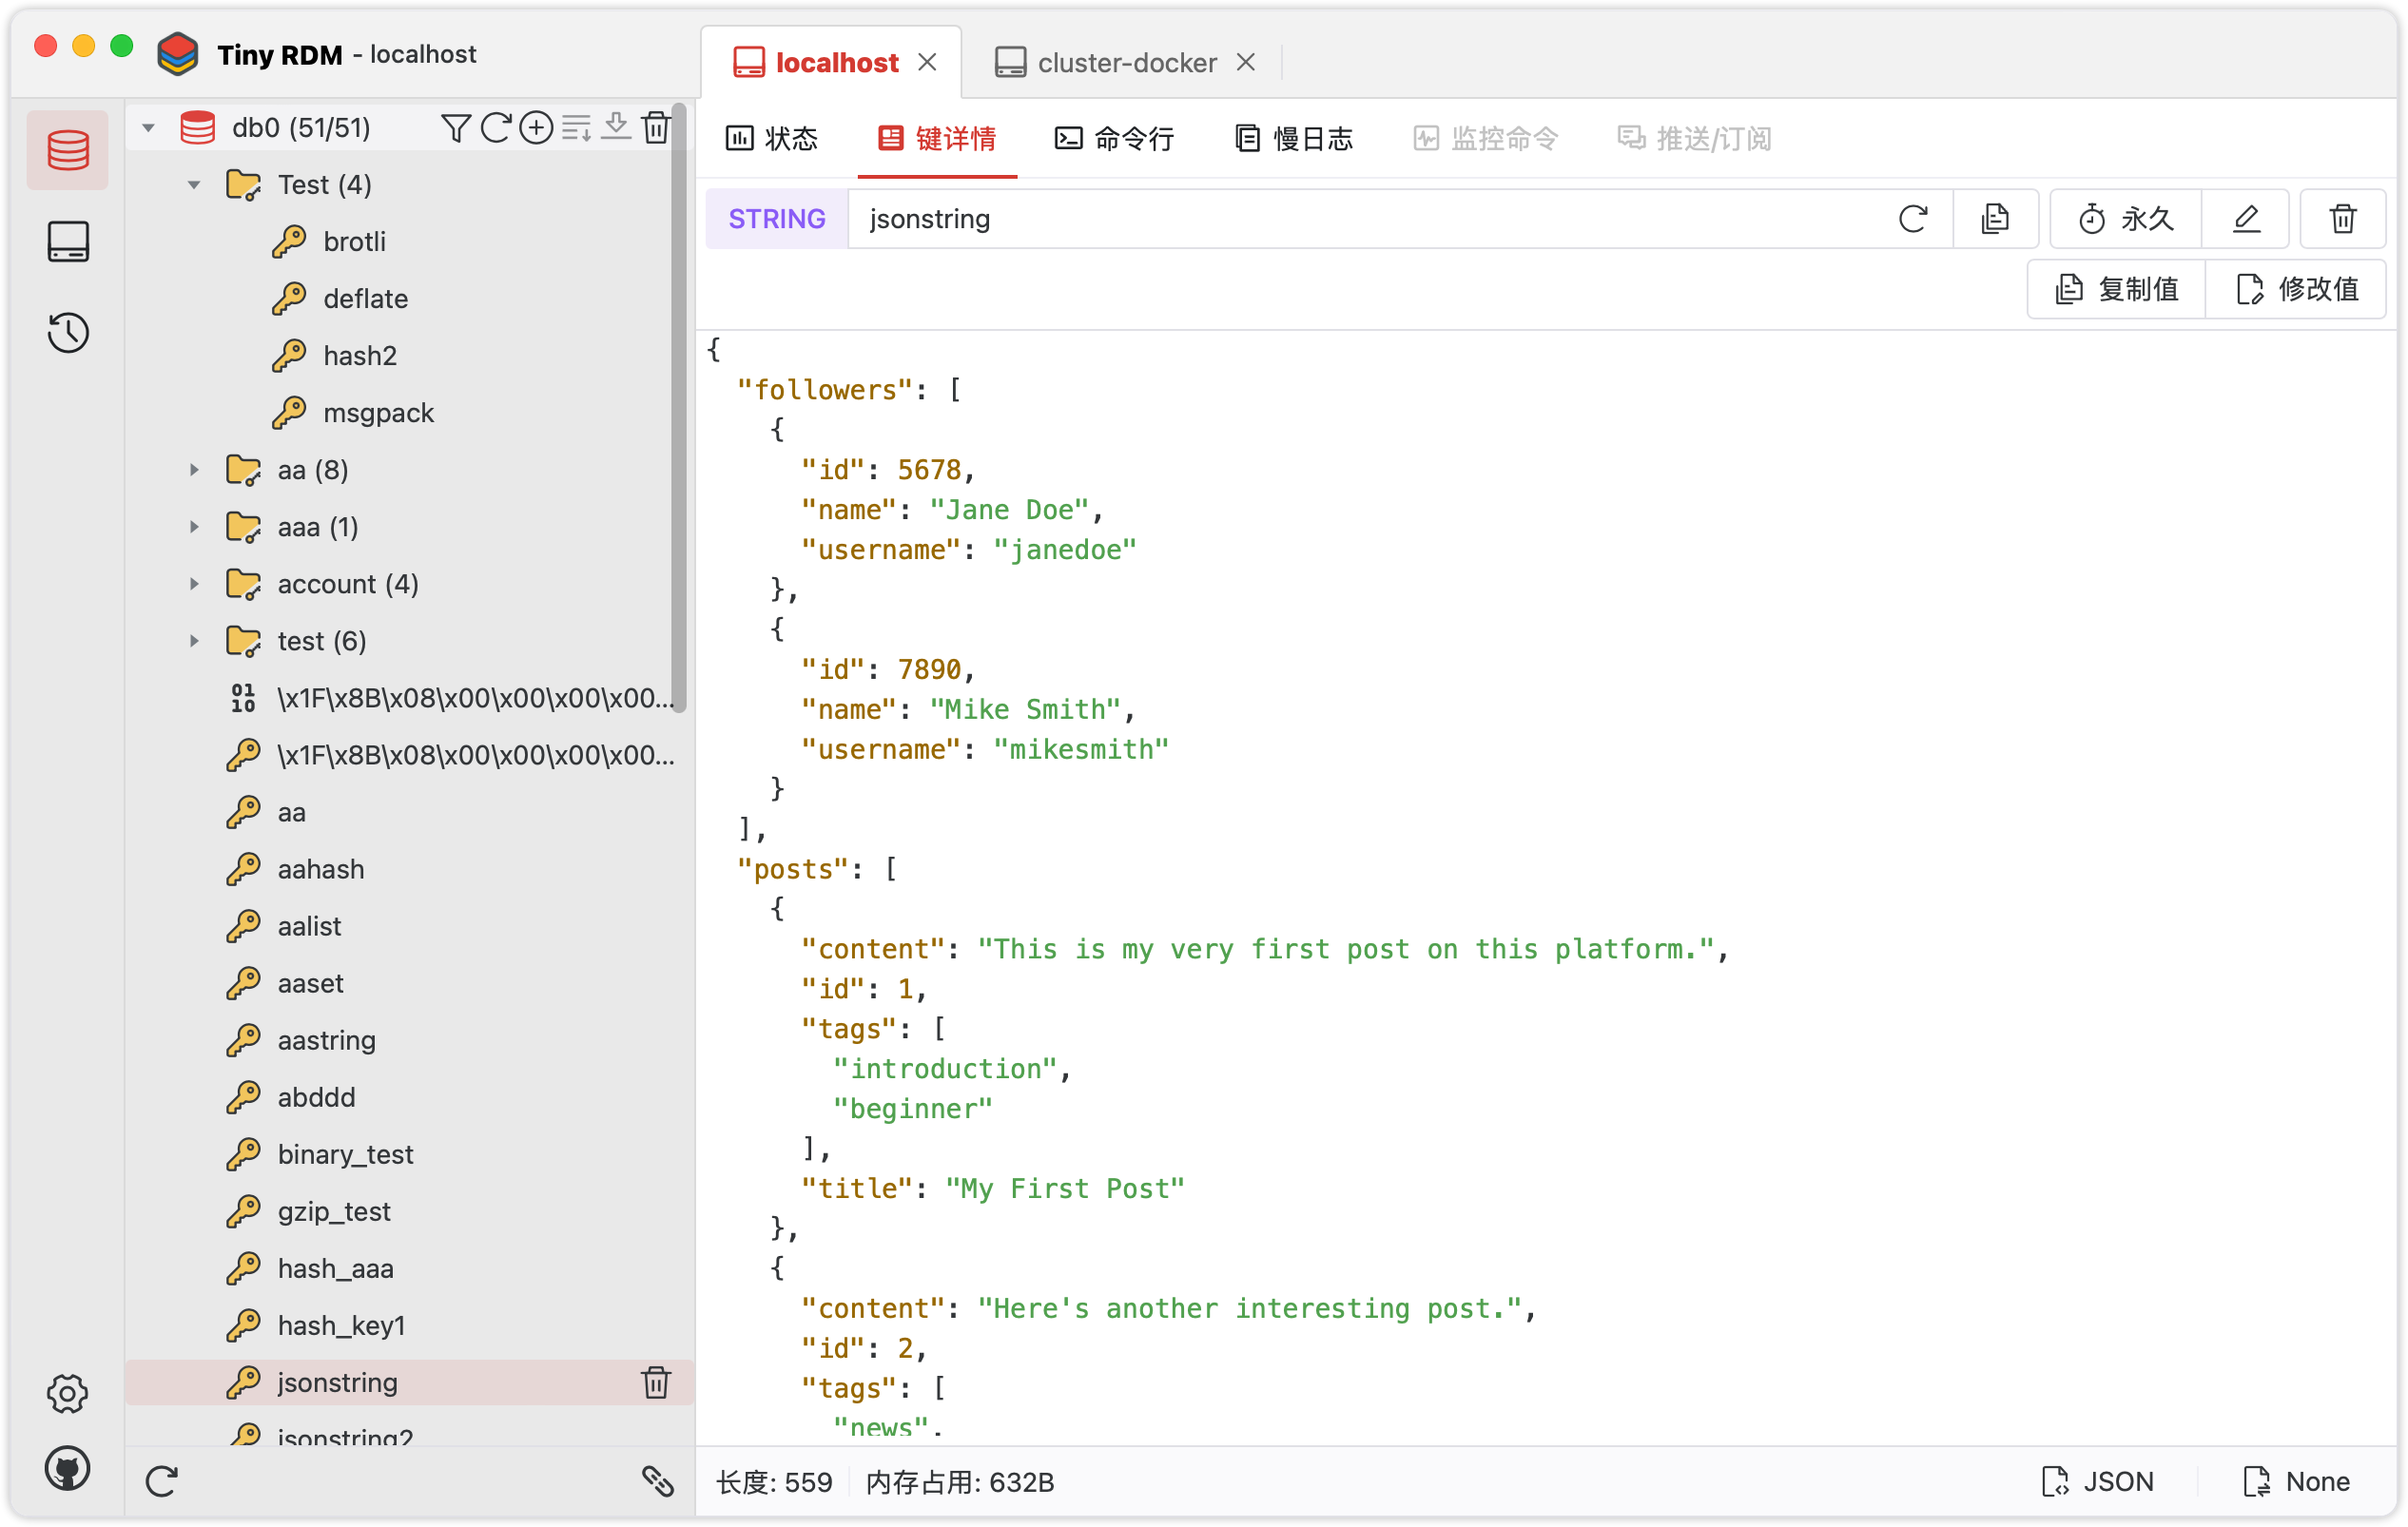 Tiny RDM - localhost
localhost
cluster-docker
db0 (51/51)
Test (4)
brotli
deflate
hash2
msgpack
aa (8)
aaa (1)
account (4)
test (6)
\x1F\x8B\x08\x00\x00\x00\x00...
\x1F\x8B\x08\x00\x00\x00\x00...
aa
aahash
aalist
aaset
aastring
abddd
binary_test
gzip_test
hash_aaa
hash_key1
jsonstring
jsonstring2
状态
键详情
命令行
慢日志
监控命令
推送/订阅
STRING
jsonstring
永久
复制值
修改值
{
"followers": [
{
"id": 5678,
"name": "Jane Doe",
"username": "janedoe"
},
{
"id": 7890,
"name": "Mike Smith",
"username": "mikesmith"
}
],
"posts": [
{
"content": "This is my very first post on this platform.",
"id": 1,
"tags": [
"introduction",
"beginner"
],
"title": "My First Post"
},
{
"content": "Here's another interesting post.",
"id": 2,
"tags": [
"news",
长度: 559
内存占用: 632B
JSON
None